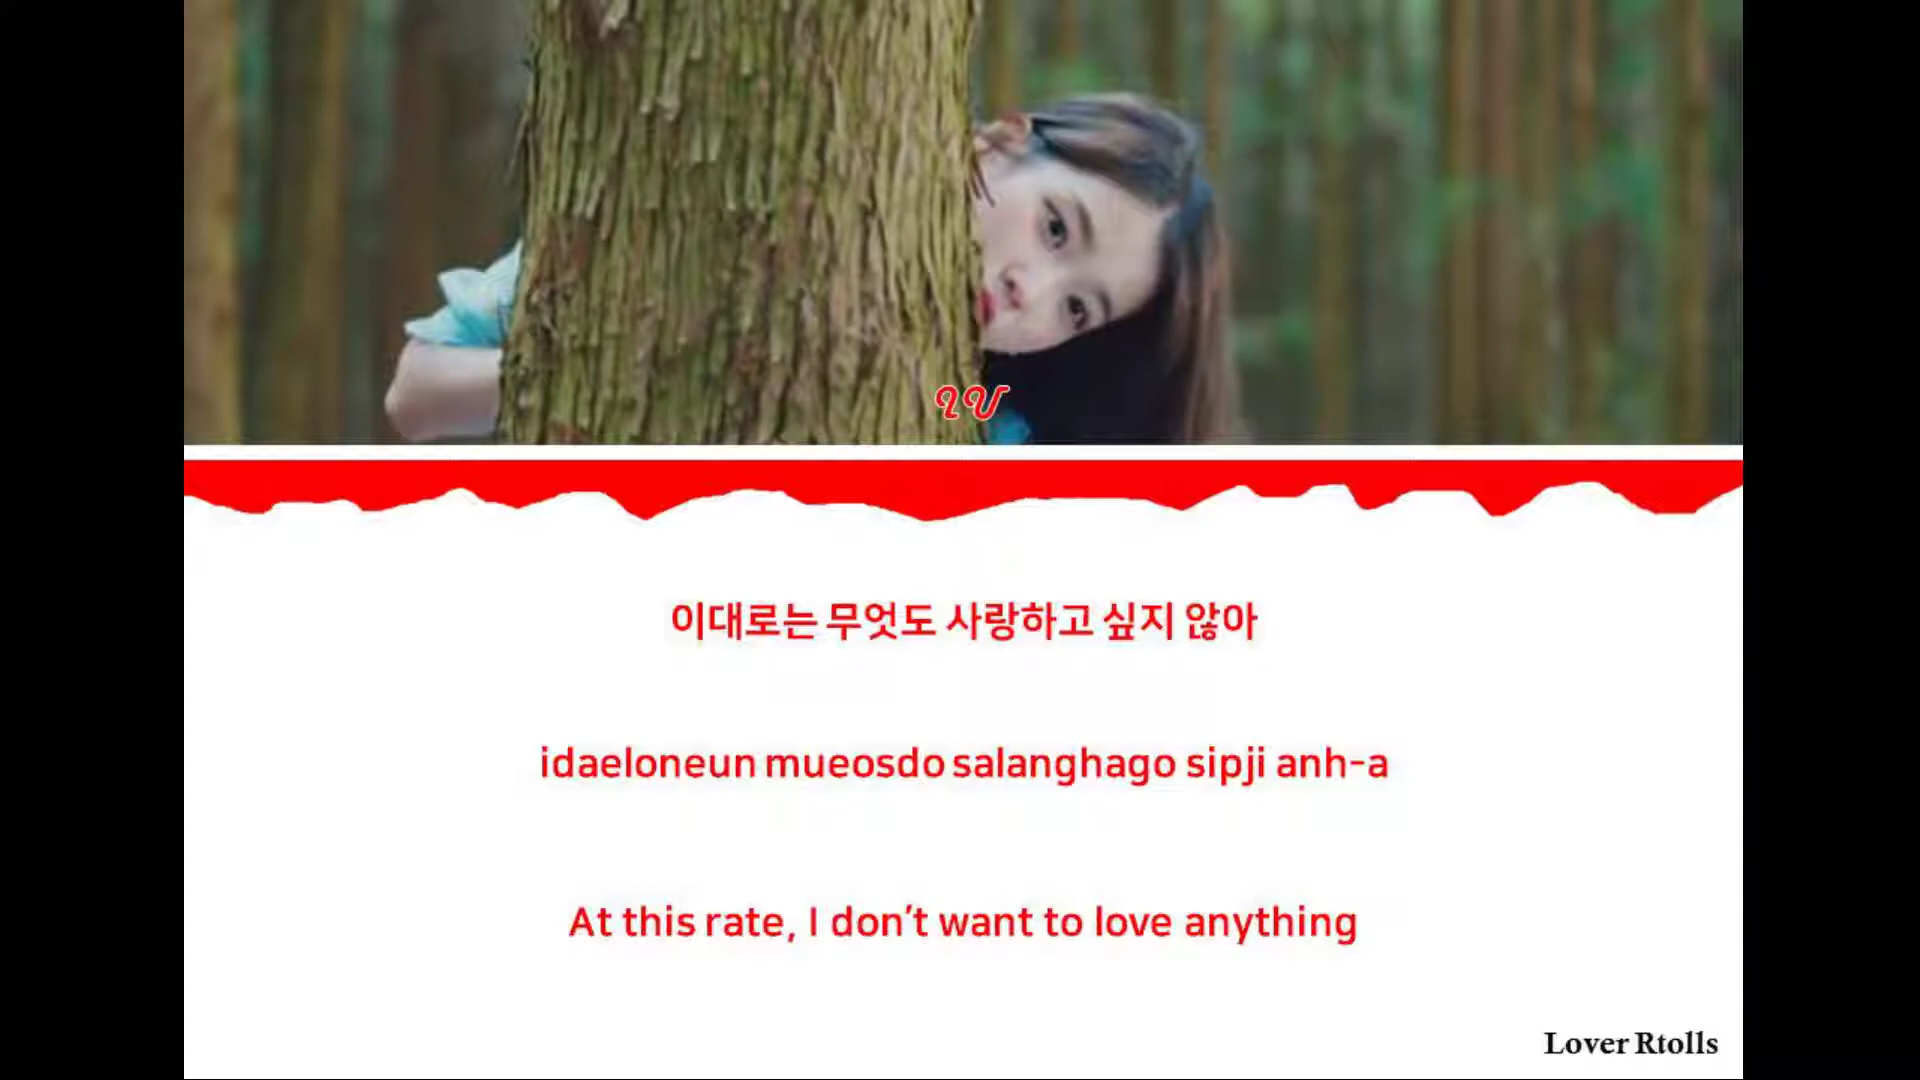 이대로는 무엇도 사랑하고 싶지 않아
idaeloneun mueosdo salanghago sipji anh-a
At this rate, I don't want to love anything
Lover Rtolls